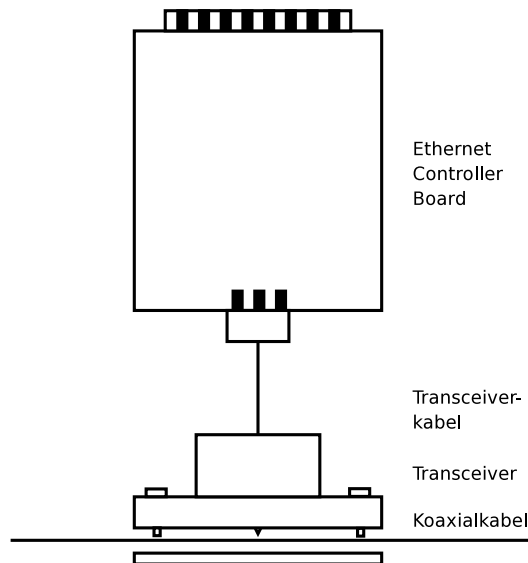 Ethernet
Controller
Board
Transceiver-
kabel
Transceiver
Koaxialkabel